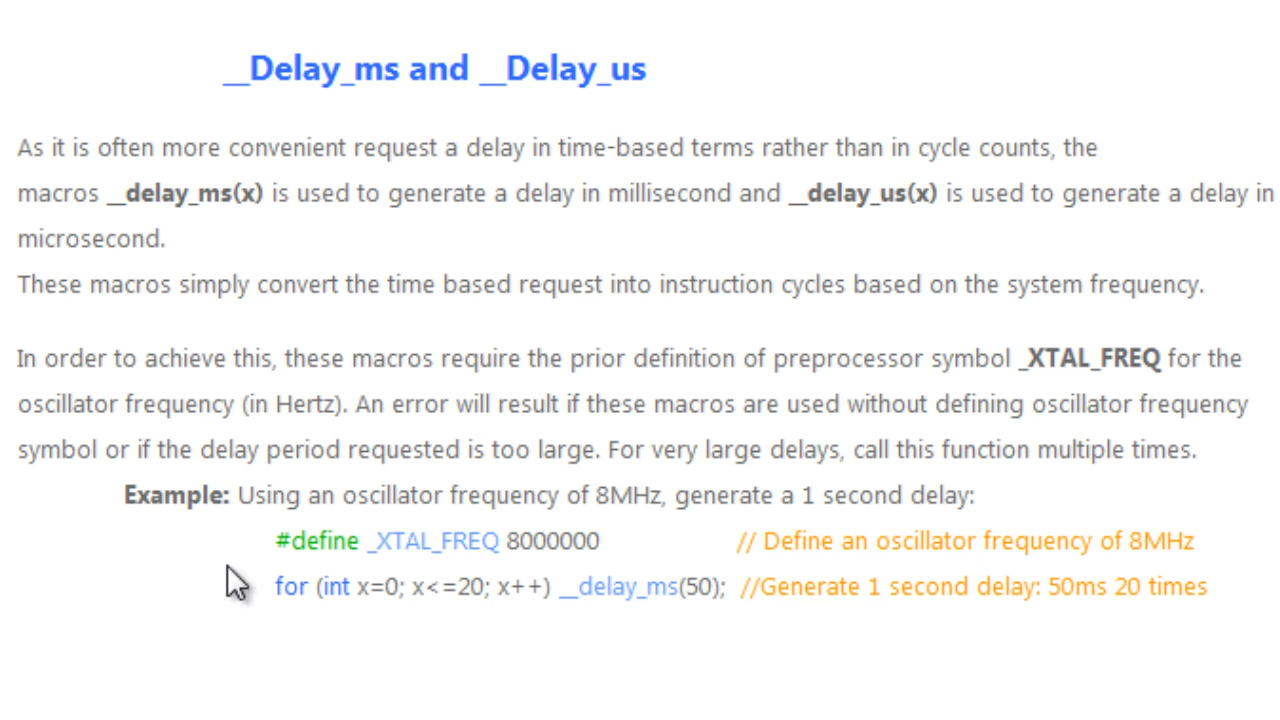 __Delay_ms and __Delay_us
As it is often more convenient request a delay in time-based terms rather than in cycle counts, the
macros __delay_ms(x) is used to generate a delay in millisecond and __delay_us(x) is used to generate a delay in
microsecond.
These macros simply convert the time based request into instruction cycles based on the system frequency.
In order to achieve this, these macros require the prior definition of preprocessor symbol _XTAL_FREQ for the
oscillator frequency (in Hertz). An error will result if these macros are used without defining oscillator frequency
symbol or if the delay period requested is too large. For very large delays, call this function multiple times.
Example: Using an oscillator frequency of 8MHz, generate a 1 second delay:
#define _XTAL_FREQ 8000000 // Define an oscillator frequency of 8MHz
for (int x=0; x<=20; x++) __delay_ms(50); //Generate 1 second delay: 50ms 20 times